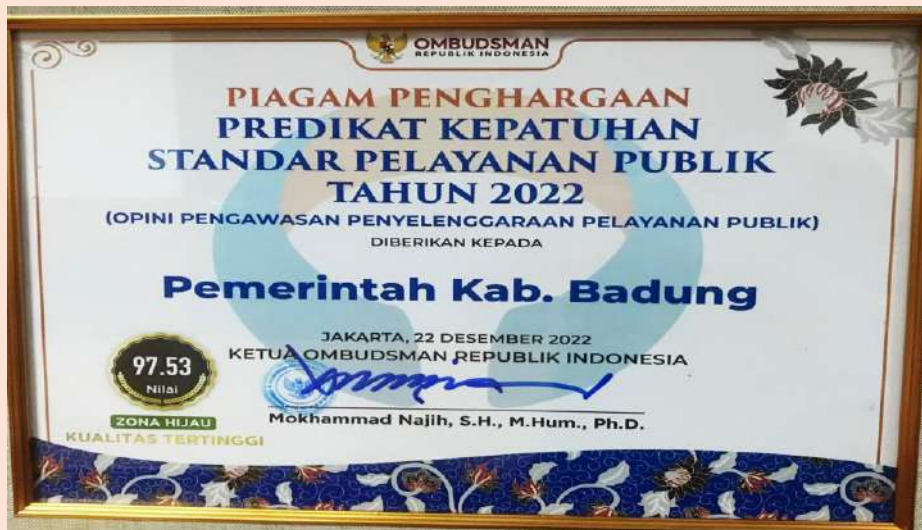 OMBUDSMAN
REPUBLIK INDONESIA
PIAGAM PENGHARGAAN
PREDIKAT KEPATUHAN
STANDAR PELAYANAN PUBLIK
TAHUN 2022
(OPINI PENGAWASAN PENYELENGGARAAN PELAYANAN PUBLIK)
DIBERIKAN KEPADA
Pemerintah Kab. Badung
JAKARTA, 22 DESEMBER 2022
KETUA OMBUDSMAN REPUBLIK INDONESIA
Mokhammad Najih, S.H., M.Hum., Ph.D.
97.53
Nilai
ZONA HIJAU
KUALITAS TERTINGGI